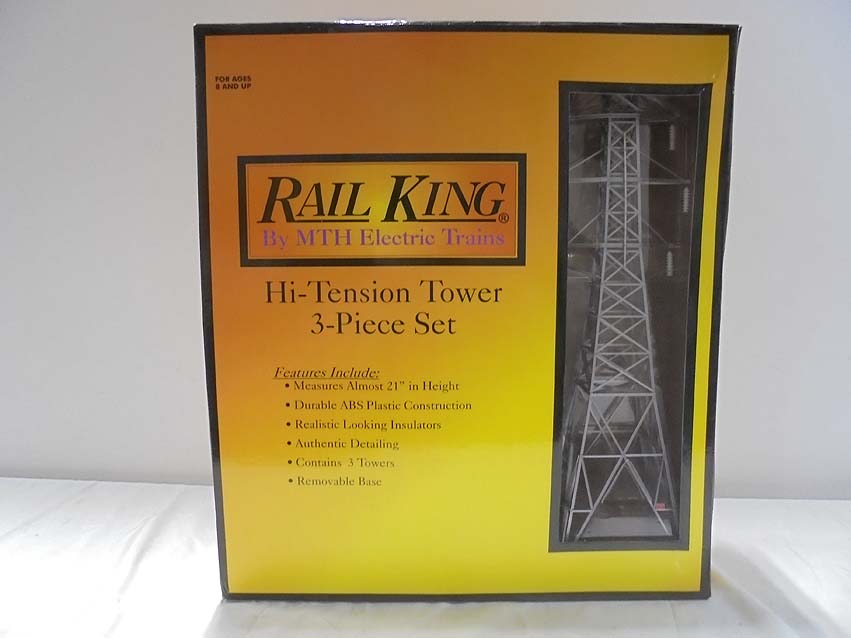 FOR AGES
8 AND UP
RAIL KING®
By MTH Electric Trains
Hi-Tension Tower
3-Piece Set
Features Include:
• Measures Almost 21" in Height
• Durable ABS Plastic Construction
• Realistic Looking Insulators
• Authentic Detailing
• Contains 3 Towers
• Removable Base